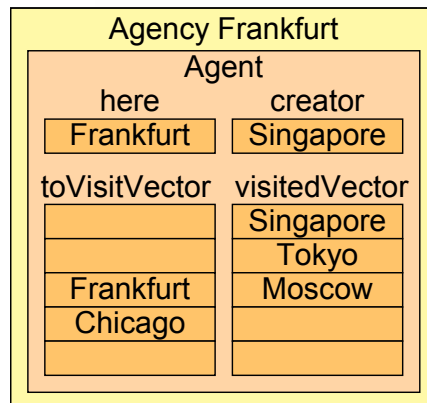 Agency Frankfurt
Agent
here creator
Frankfurt Singapore
toVisitVector visitedVector
Singapore
Tokyo
Frankfurt Moscow
Chicago